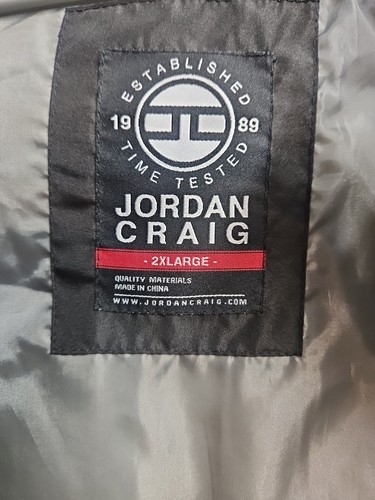 ESTABLISHED
19 89
TIME TESTED
JORDAN
CRAIG
- 2XLARGE -
QUALITY MATERIALS
MADE IN CHINA
WWW.JORDANCRAIG.COM